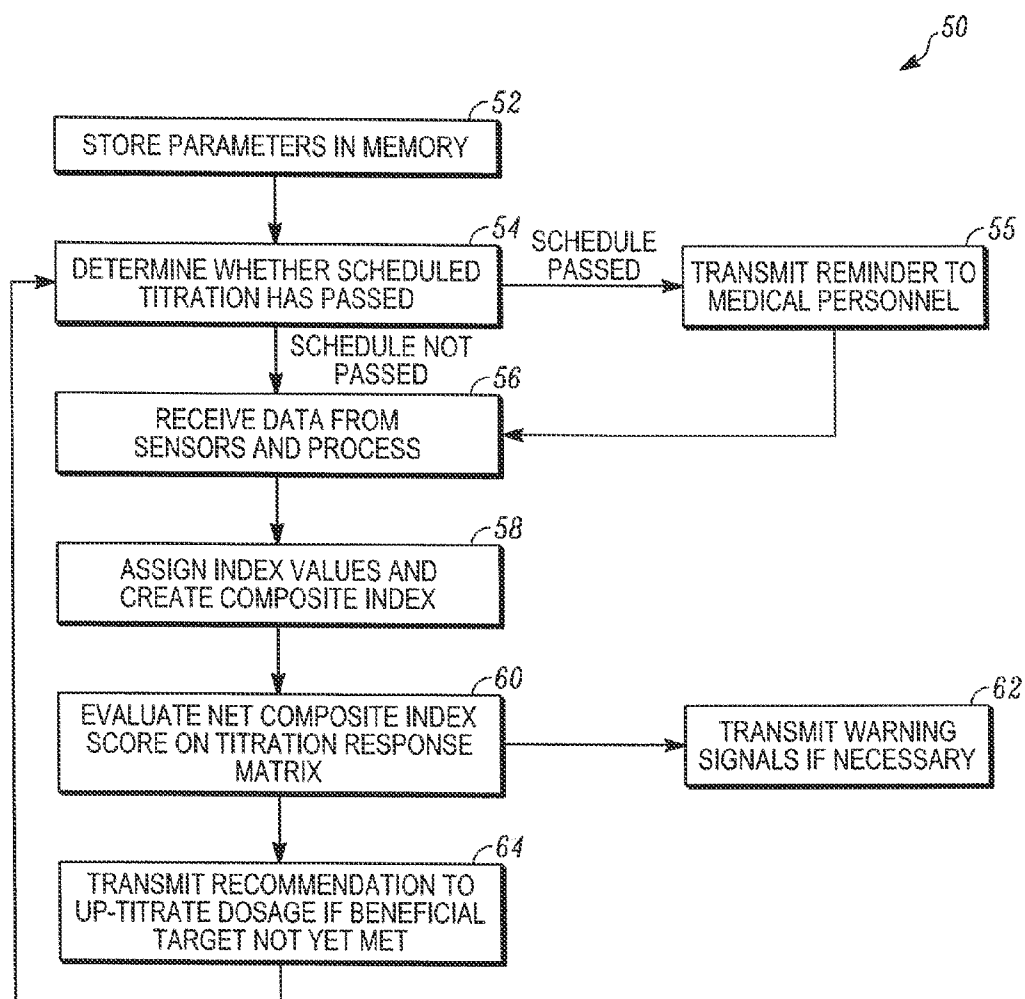 50
52
STORE PARAMETERS IN MEMORY
54
DETERMINE WHETHER SCHEDULED
TITRATION HAS PASSED
SCHEDULE
PASSED
55
TRANSMIT REMINDER TO
MEDICAL PERSONNEL
SCHEDULE NOT
PASSED
56
RECEIVE DATA FROM
SENSORS AND PROCESS
58
ASSIGN INDEX VALUES AND
CREATE COMPOSITE INDEX
60
EVALUATE NET COMPOSITE INDEX
SCORE ON TITRATION RESPONSE
MATRIX
62
TRANSMIT WARNING
SIGNALS IF NECESSARY
64
TRANSMIT RECOMMENDATION TO
UP-TITRATE DOSAGE IF BENEFICIAL
TARGET NOT YET MET